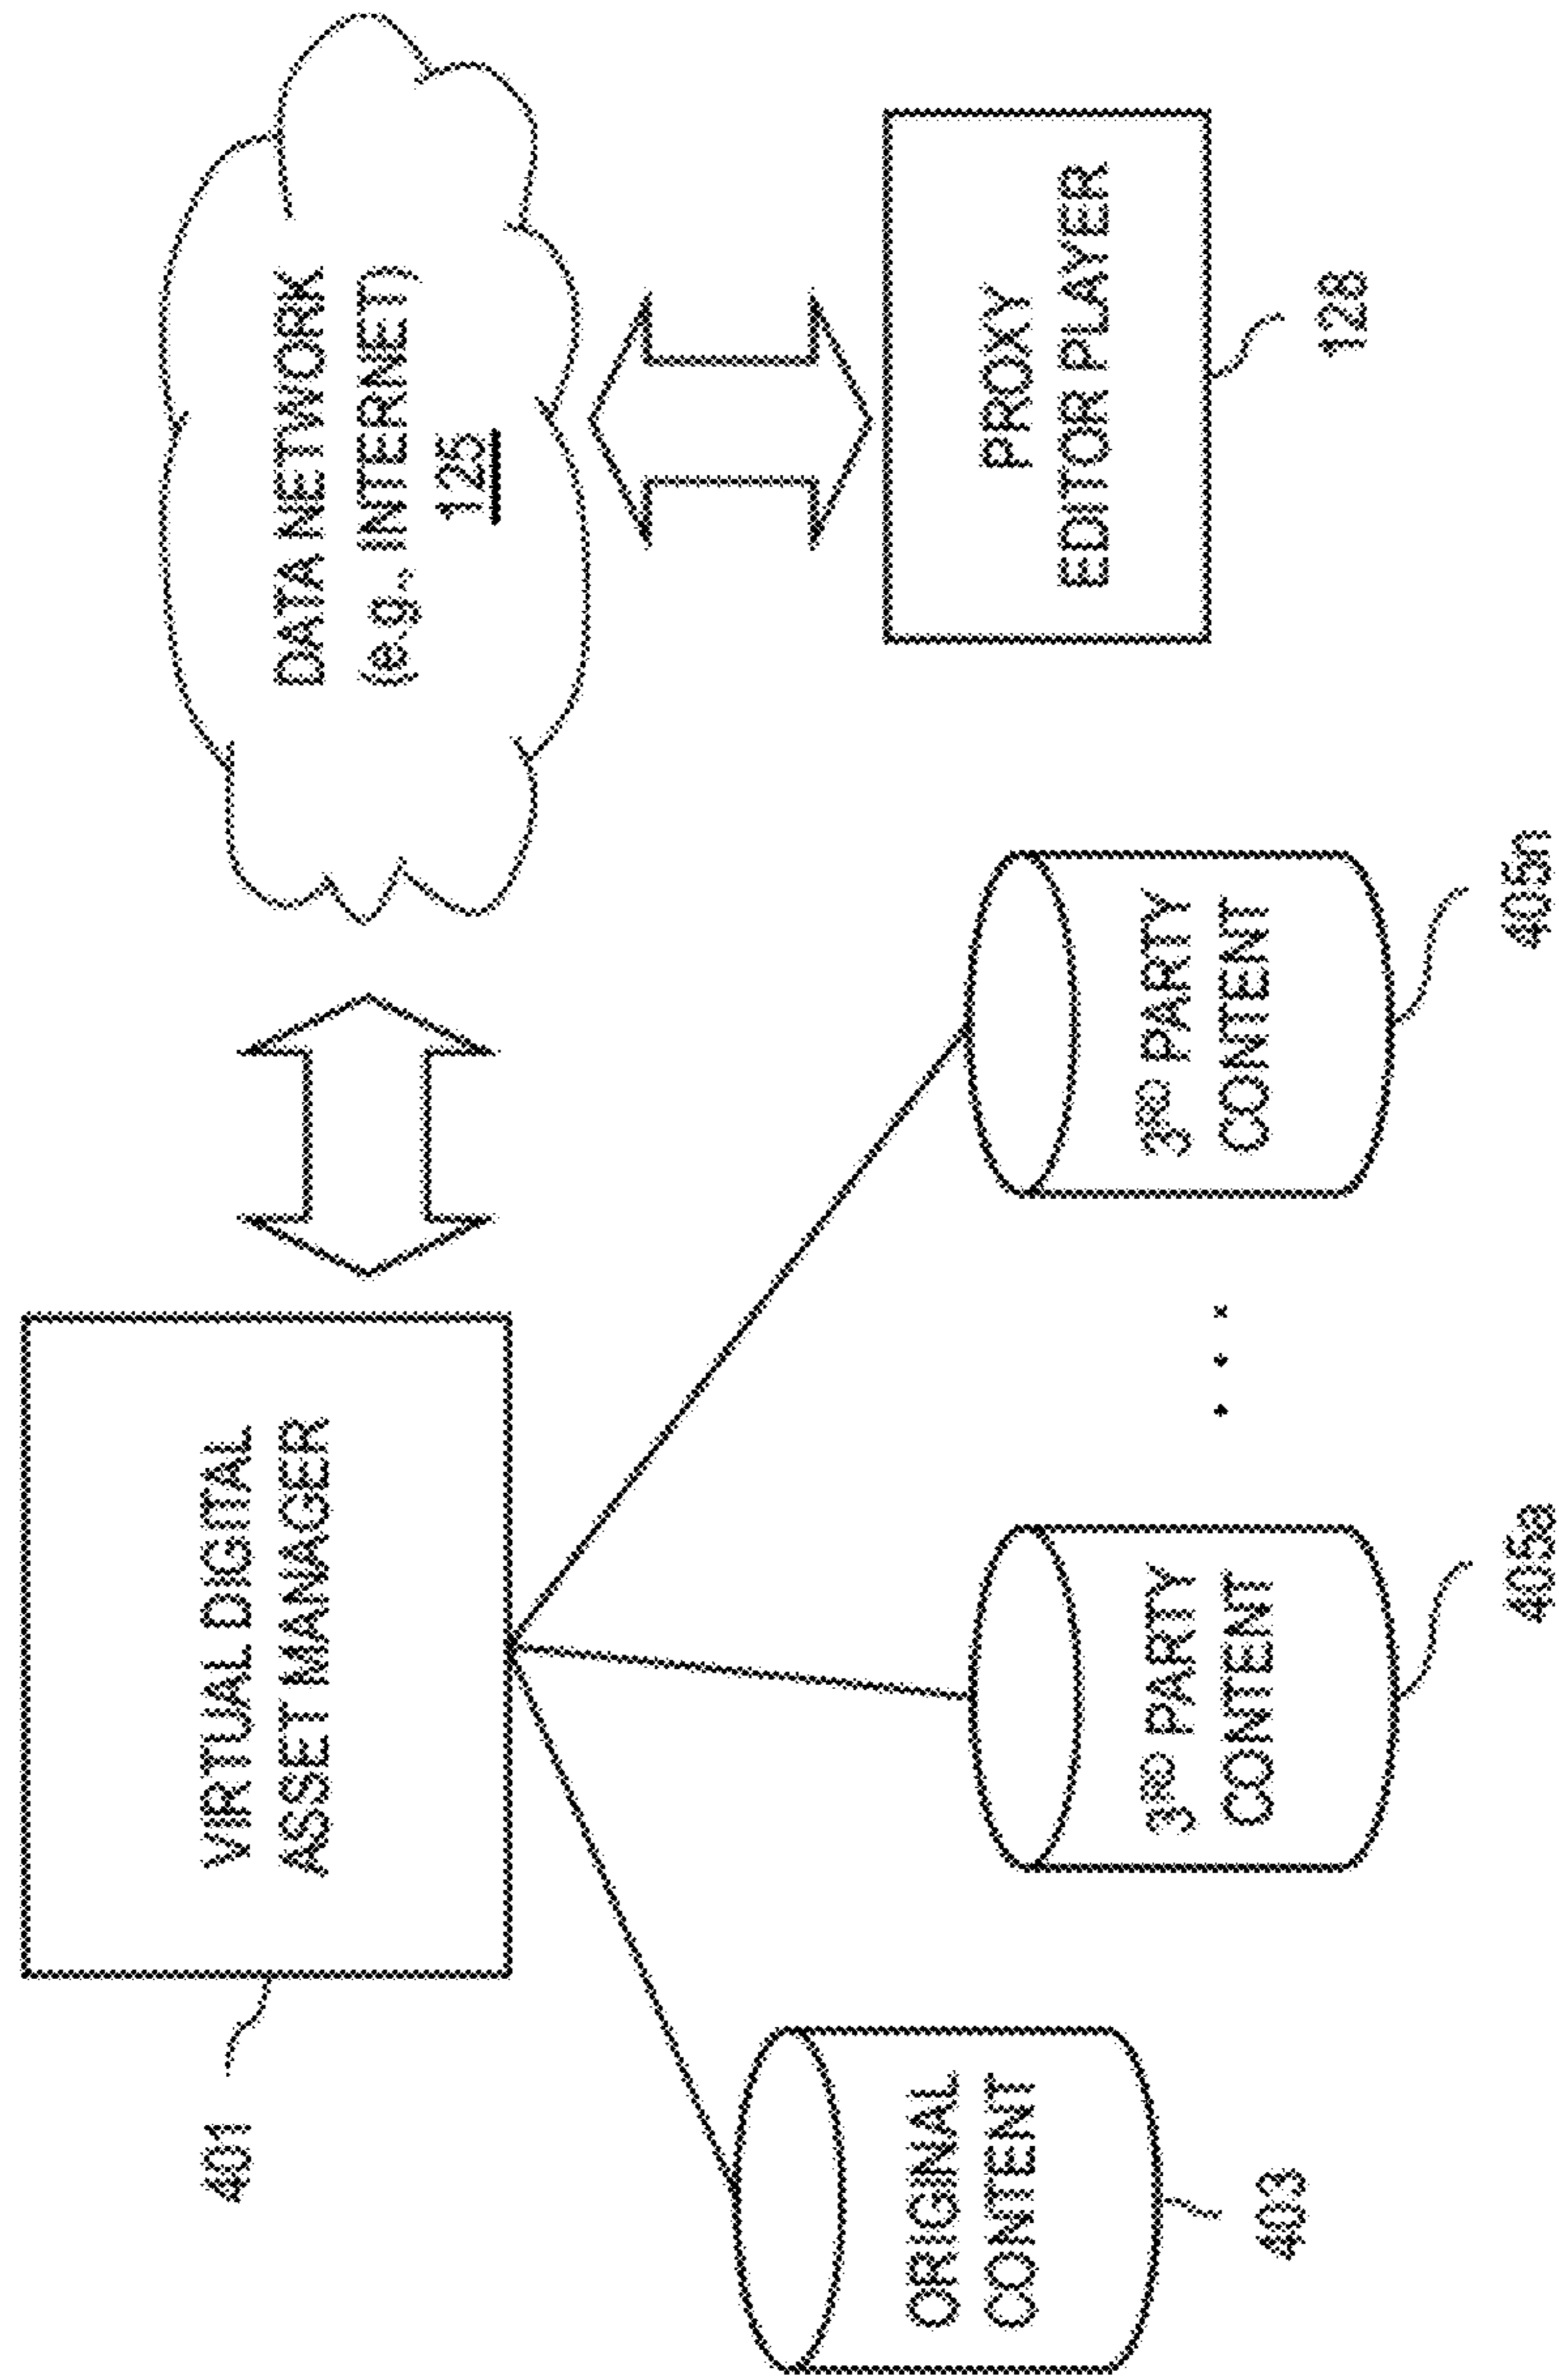 401
VIRTUAL DIGITAL
ASSET MANAGER
DATA NETWORK
(e.g., INTERNET)
125
ORIGINAL
CONTENT
403
3RD PARTY
CONTENT
405a
. . .
3RD PARTY
CONTENT
405n
PROXY
EDITOR PLAYER
128